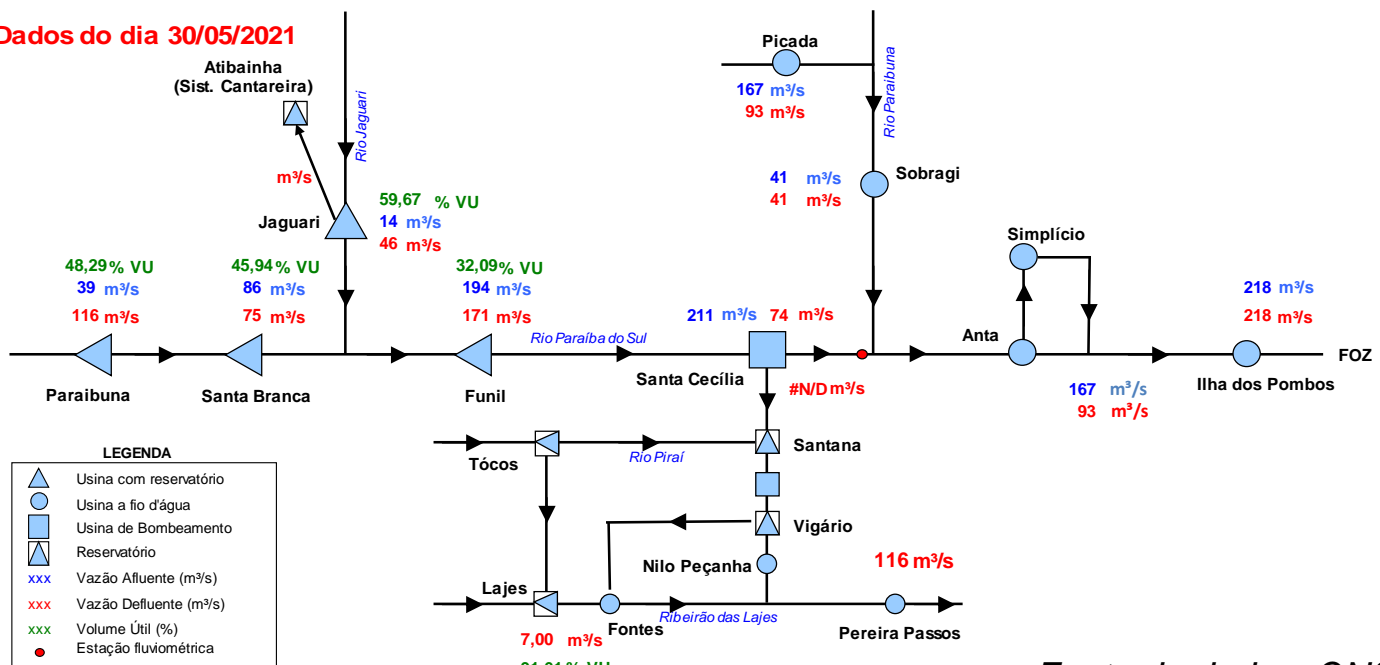 Dados do dia 30/05/2021
Atibainha
(Sist. Cantareira)
Rio Jaguari
m³/s
Jaguari
59,67 % VU
14 m³/s
46 m³/s
Picada
167 m³/s
93 m³/s
Rio Paraibuna
41 m³/s
41 m³/s
Sobragi
48,29 % VU
39 m³/s
116 m³/s
Paraibuna
45,94 % VU
86 m³/s
75 m³/s
Santa Branca
32,09 % VU
194 m³/s
171 m³/s
Funil
Rio Paraíba do Sul
211 m³/s 74 m³/s
Santa Cecília
#N/D m³/s
Simplício
Anta
167 m³/s
93 m³/s
218 m³/s
218 m³/s
Ilha dos Pombos
FOZ
Tócos
Rio Piraí
Santana
Vigário
Nilo Peçanha
116 m³/s
Lajes
Fontes
Ribeirão das Lajes
Pereira Passos
7,00 m³/s
LEGENDA
Usina com reservatório
Usina a fio d'água
Usina de Bombeamento
Reservatório
xxx Vazão Afluente (m³/s)
xxx Vazão Defluente (m³/s)
xxx Volume Útil (%)
Estação fluviométrica